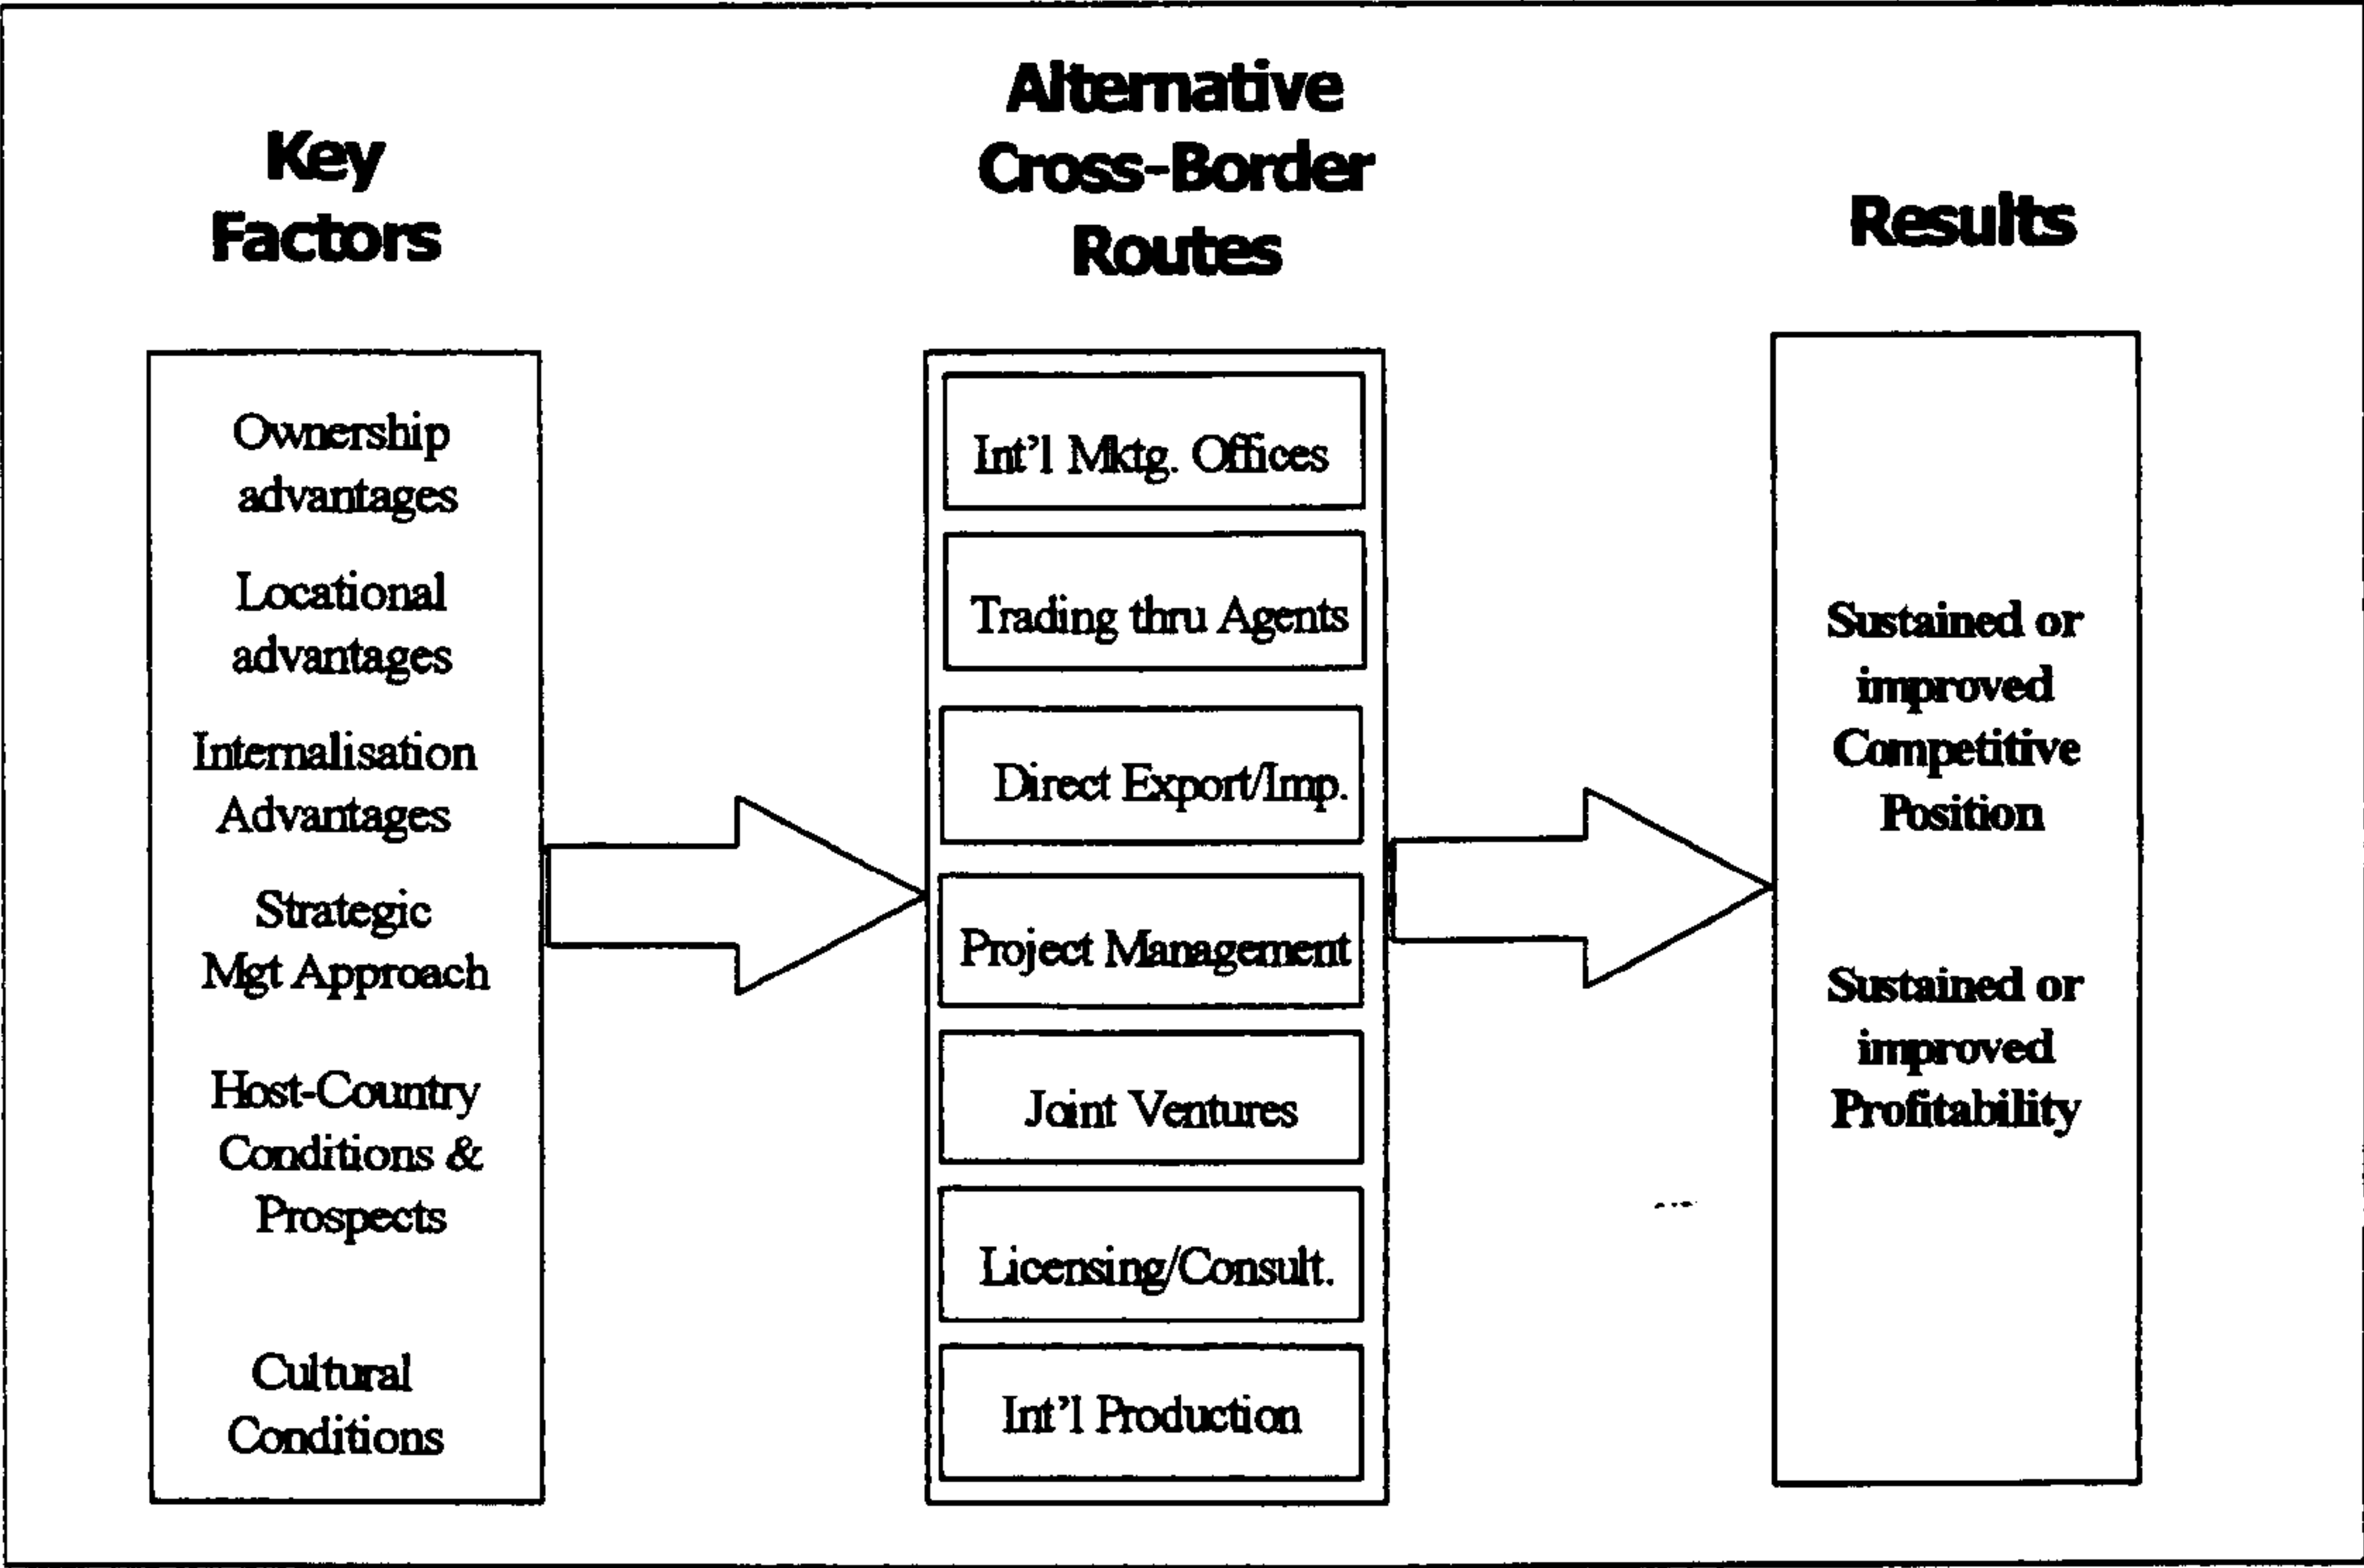 Key
Factors
Alternative
Cross-Border
Routes
Results
Ownership
advantages
Locational
advantages
Internalisation
Advantages
Strategic
Mgt Approach
Host-Country
Conditions &
Prospects
Cultural
Conditions
Int'l Mktg. Offices
Trading thru Agents
Direct Export/Imp.
Project Management
Joint Ventures
Licensing/Consult.
Int'l Production
Sustained or
improved
Competitive
Position
Sustained or
improved
Profitability